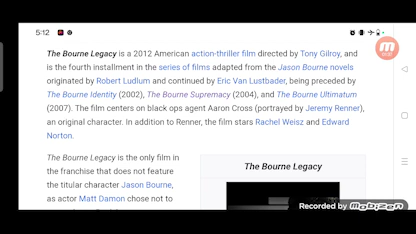 5:12
The Bourne Legacy is a 2012 American action-thriller film directed by Tony Gilroy, and
is the fourth installment in the series of films adapted from the Jason Bourne novels
originated by Robert Ludlum and continued by Eric Van Lustbader, being preceded by
The Bourne Identity (2002), The Bourne Supremacy (2004), and The Bourne Ultimatum
(2007). The film centers on black ops agent Aaron Cross (portrayed by Jeremy Renner),
an original character. In addition to Renner, the film stars Rachel Weisz and Edward
Norton.
The Bourne Legacy is the only film in
the franchise that does not feature
the titular character Jason Bourne,
as actor Matt Damon chose not to
The Bourne Legacy
Recorded by MOBIZEN